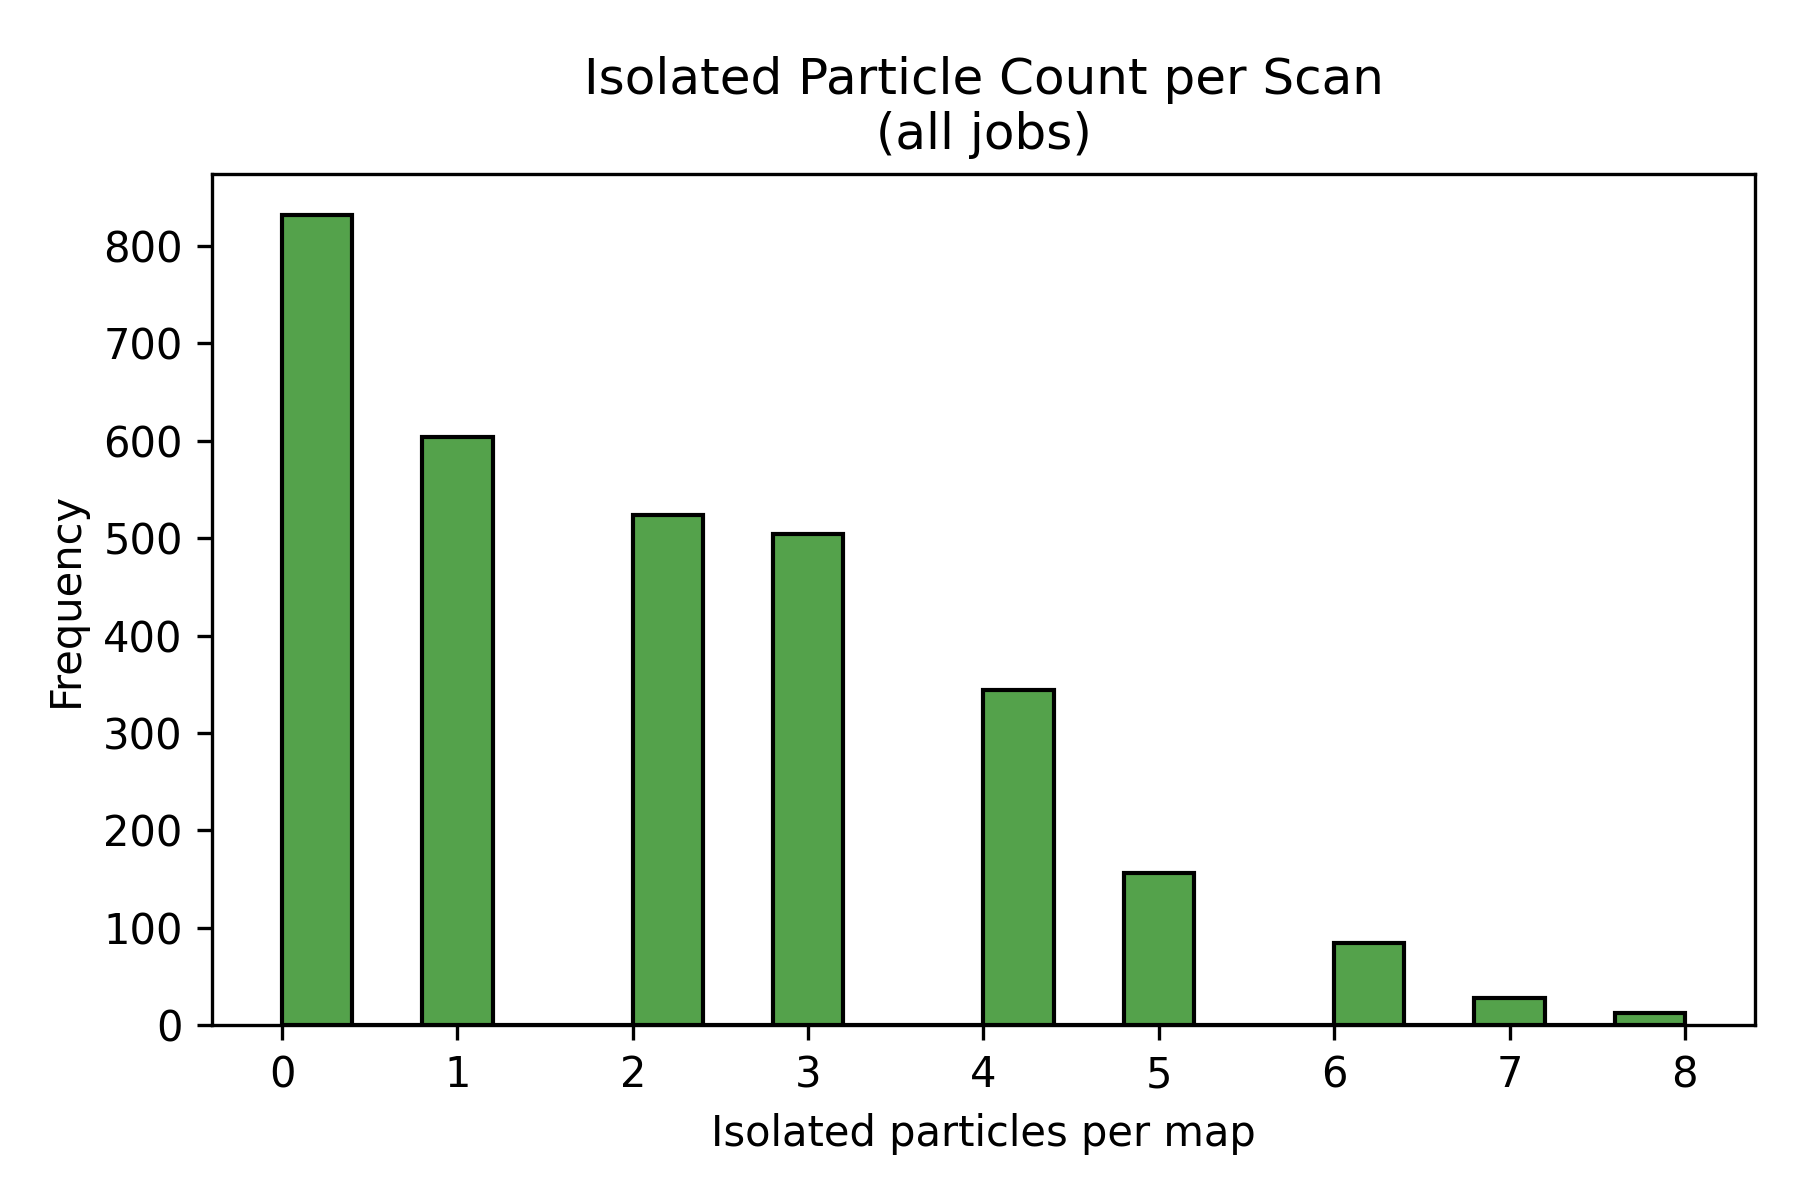 Isolated Particle Count per Scan
(all jobs)
Frequency
800
700
600
500
400
300
200
100
0
0 1 2 3 4 5 6 7 8
Isolated particles per map